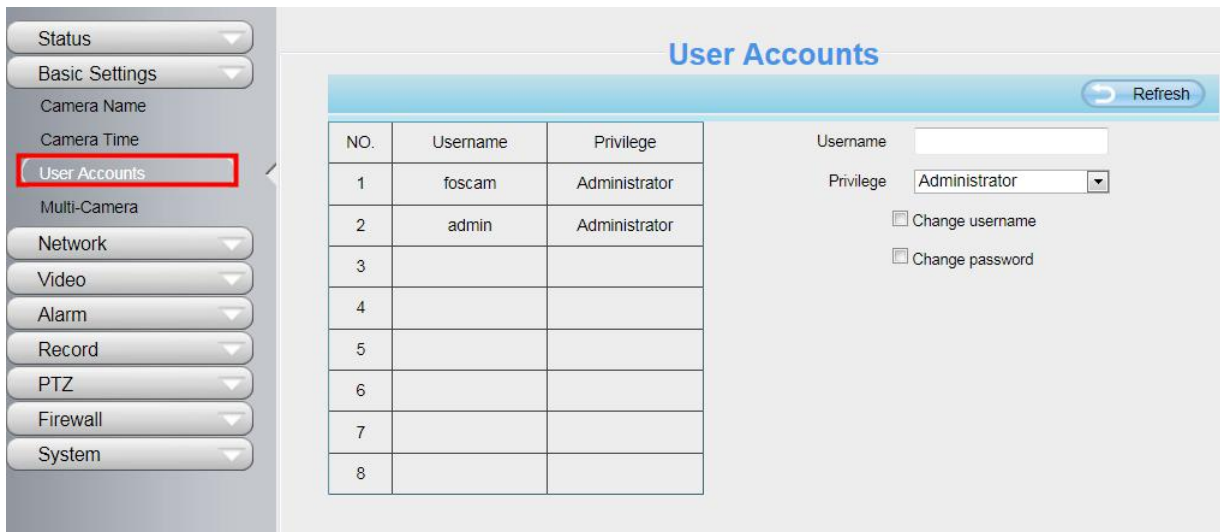 Status
Basic Settings
Camera Name
Camera Time
User Accounts
Multi-Camera
Network
Video
Alarm
Record
PTZ
Firewall
System
User Accounts
Refresh
NO. Username Privilege
1 foscam Administrator
2 admin Administrator
3
4
5
6
7
8
Username
Privilege Administrator
Change username
Change password